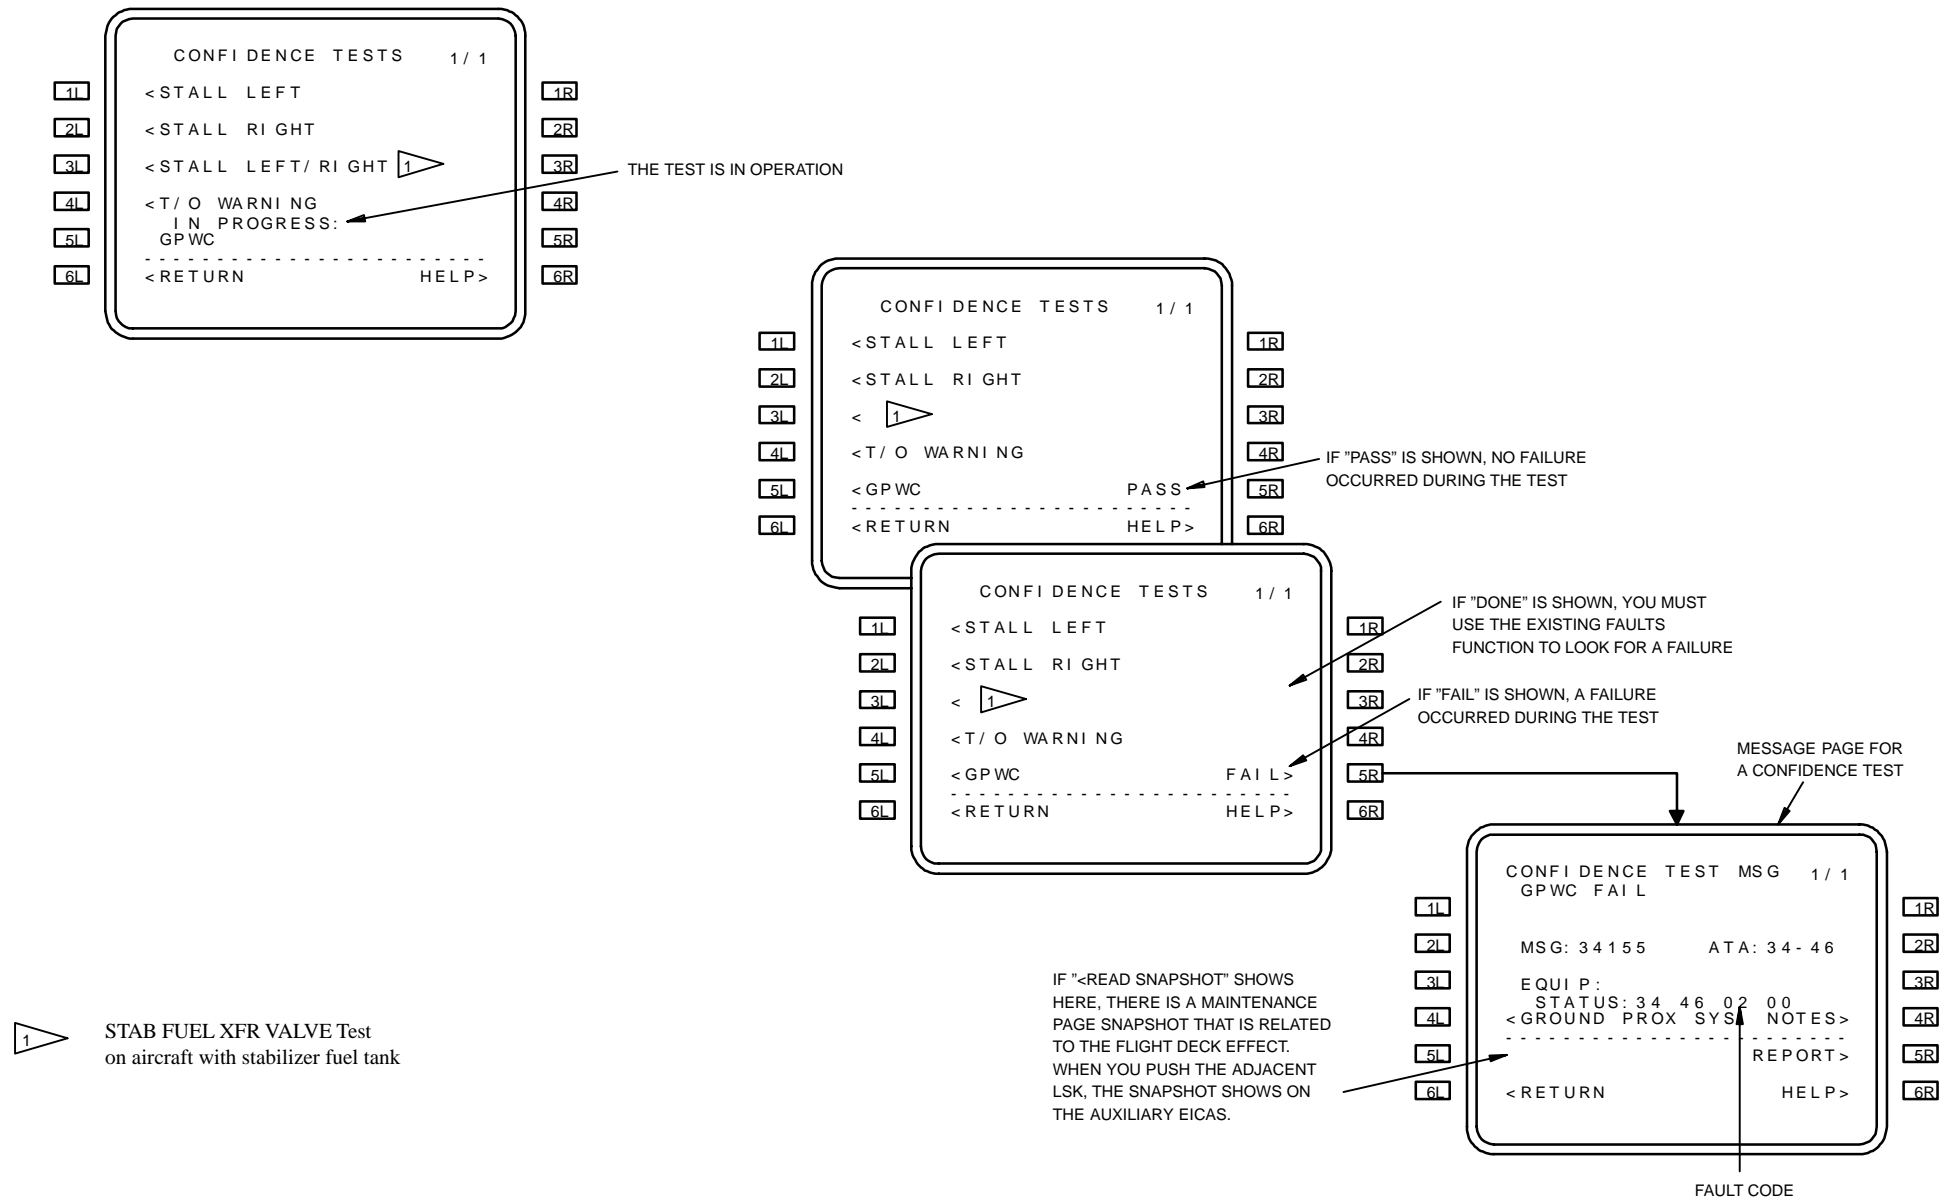 CONFIDENCE TESTS 1/1
1L <STALL LEFT 1R
2L <STALL RIGHT 2R
3L <STALL LEFT/RIGHT 1 3R
4L <T/O WARNING 4R
IN PROGRESS:
5L GPWC 5R
------------------------
6L <RETURN HELP> 6R
THE TEST IS IN OPERATION
CONFIDENCE TESTS 1/1
1L <STALL LEFT 1R
2L <STALL RIGHT 2R
3L < 1 3R
4L <T/O WARNING 4R
5L <GPWC PASS 5R
------------------------
6L <RETURN HELP> 6R
IF "PASS" IS SHOWN, NO FAILURE
OCCURRED DURING THE TEST
CONFIDENCE TESTS 1/1
1L <STALL LEFT 1R
2L <STALL RIGHT 2R
3L < 1 3R
4L <T/O WARNING 4R
5L <GPWC FAIL> 5R
------------------------
6L <RETURN HELP> 6R
IF "DONE" IS SHOWN, YOU MUST
USE THE EXISTING FAULTS
FUNCTION TO LOOK FOR A FAILURE
IF "FAIL" IS SHOWN, A FAILURE
OCCURRED DURING THE TEST
MESSAGE PAGE FOR
A CONFIDENCE TEST
CONFIDENCE TEST MSG 1/1
GPWC FAIL
1L 1R
2L MSG:34155 ATA:34-46 2R
3L EQUIP: 3R
STATUS:34 46 02 00
4L <GROUND PROX SYS NOTES> 4R
------------------------
5L REPORT> 5R
6L <RETURN HELP> 6R
IF "<READ SNAPSHOT" SHOWS
HERE, THERE IS A MAINTENANCE
PAGE SNAPSHOT THAT IS RELATED
TO THE FLIGHT DECK EFFECT.
WHEN YOU PUSH THE ADJACENT
LSK, THE SNAPSHOT SHOWS ON
THE AUXILIARY EICAS.
FAULT CODE
1 STAB FUEL XFR VALVE Test
on aircraft with stabilizer fuel tank